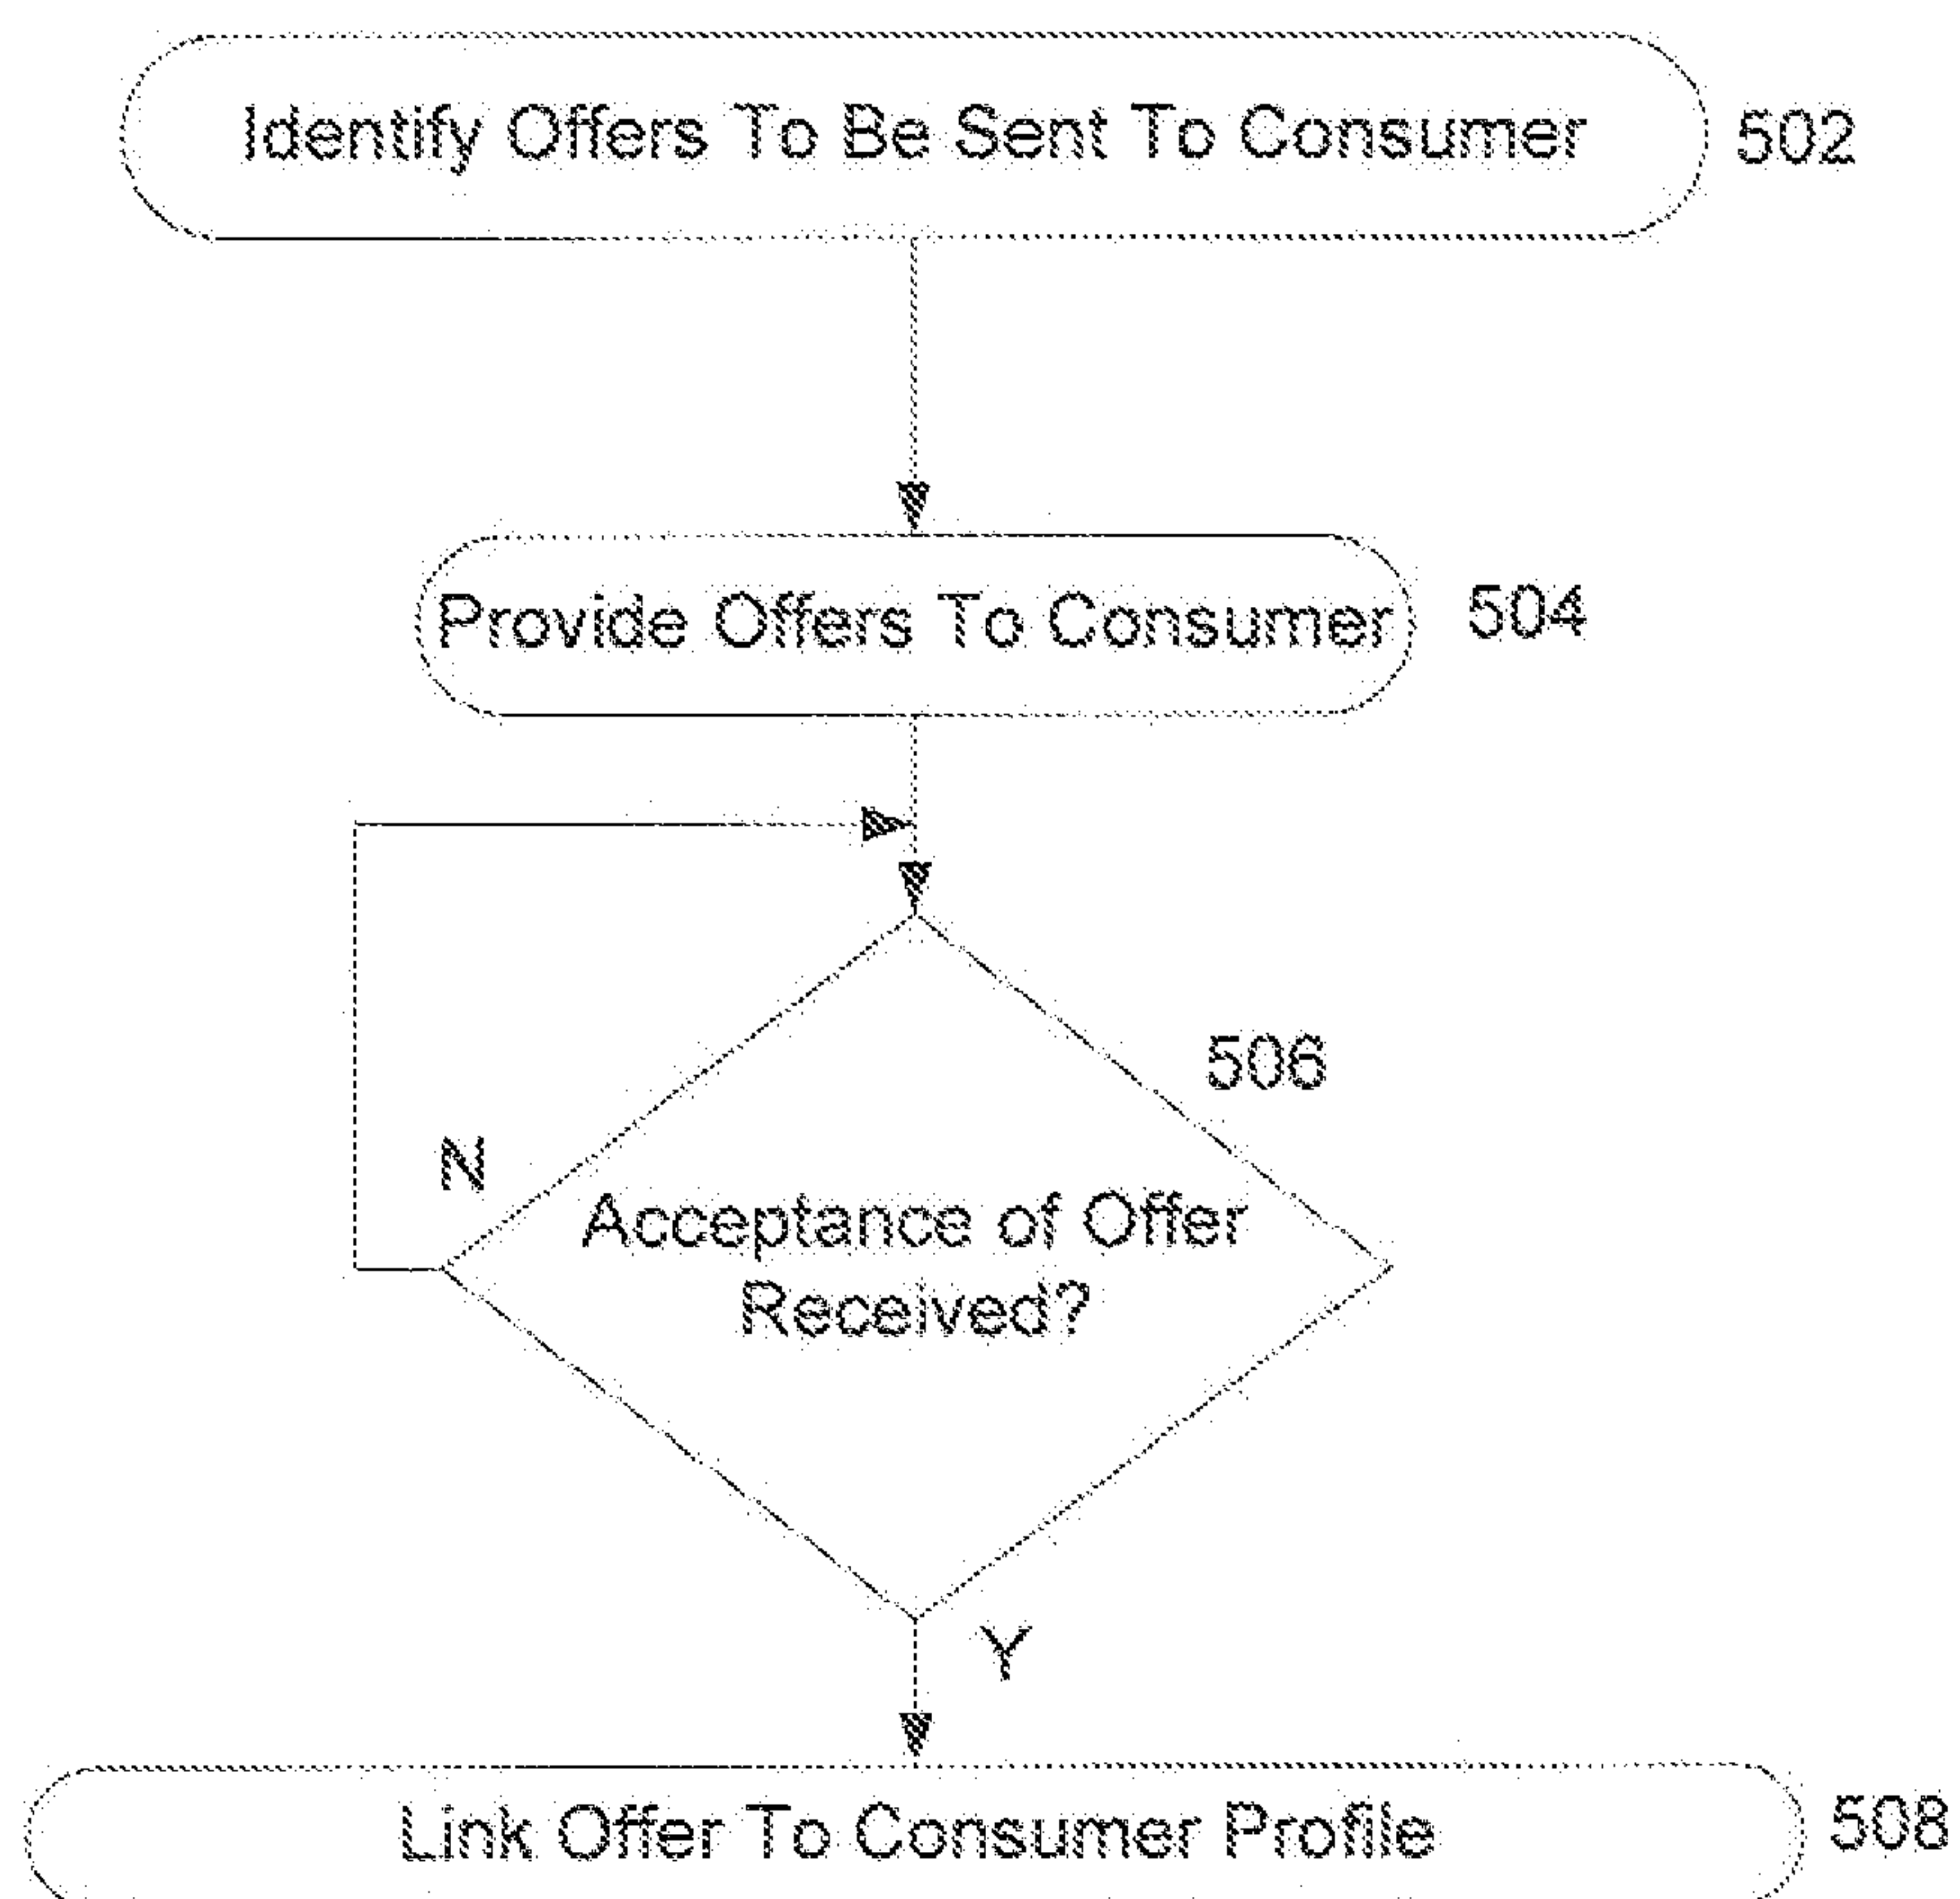 Identify Offers To Be Sent To Consumer
502
Provide Offers To Consumer
504
506
N
Acceptance of Offer
Received?
Y
Link Offer To Consumer Profile
508